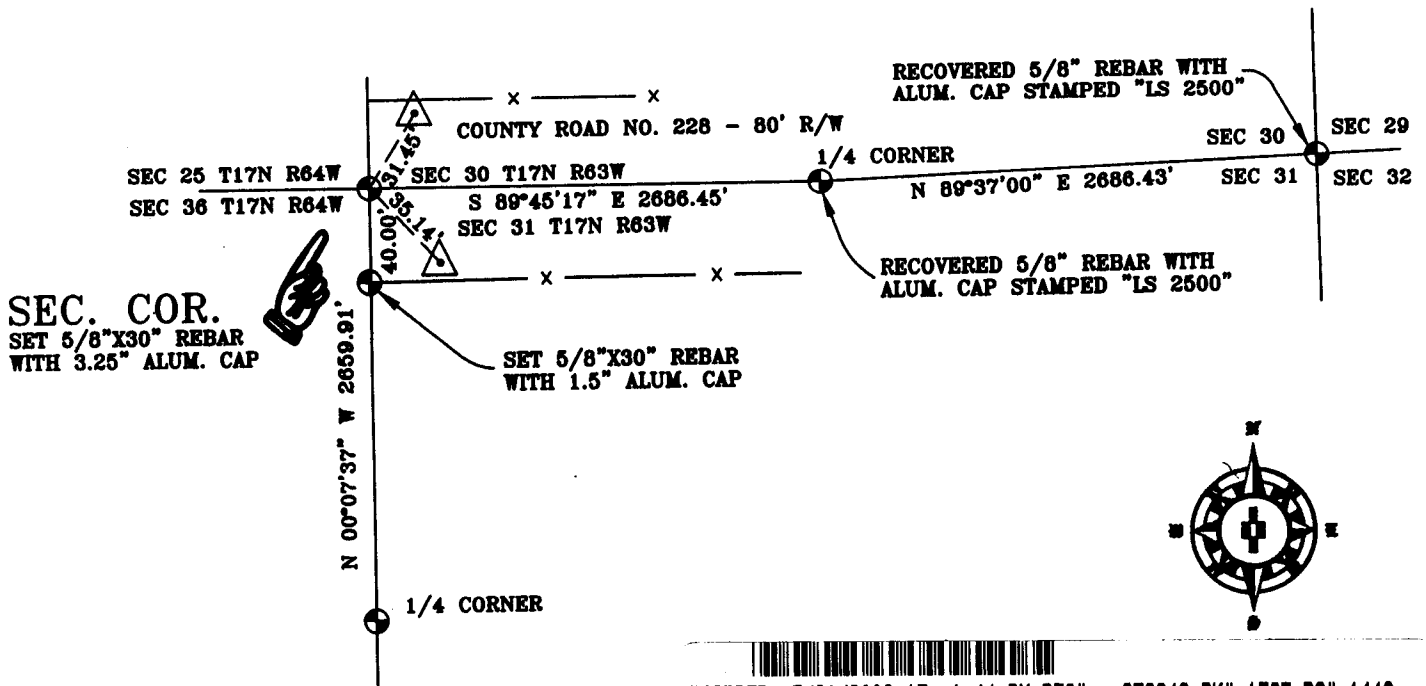 RECOVERED 5/8" REBAR WITH
ALUM. CAP STAMPED "LS 2500"
x
x
COUNTY ROAD NO. 228 - 80' R/W
SEC 30
SEC 29
1/4 CORNER
31.45'
SEC 25 T17N R64W
SEC 30 T17N R63W
SEC 36 T17N R64W
S 89°45'17" E 2686.45'
N 89°37'00" E 2686.43'
SEC 31
SEC 32
35.14'
40.00'
SEC 31 T17N R63W
x
x
RECOVERED 5/8" REBAR WITH
ALUM. CAP STAMPED "LS 2500"
SEC. COR.
SET 5/8"X30" REBAR
WITH 3.25" ALUM. CAP
SET 5/8"X30" REBAR
WITH 1.5" ALUM. CAP
N 00°07'37" W 2659.91'
1/4 CORNER
N
E